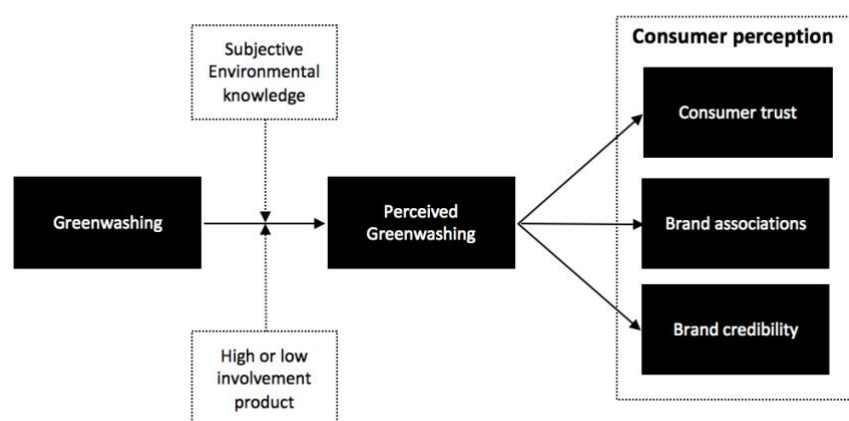 Subjective
Environmental
knowledge
Consumer perception
Consumer trust
Greenwashing
Perceived
Greenwashing
Brand associations
Brand credibility
High or low
involvement
product